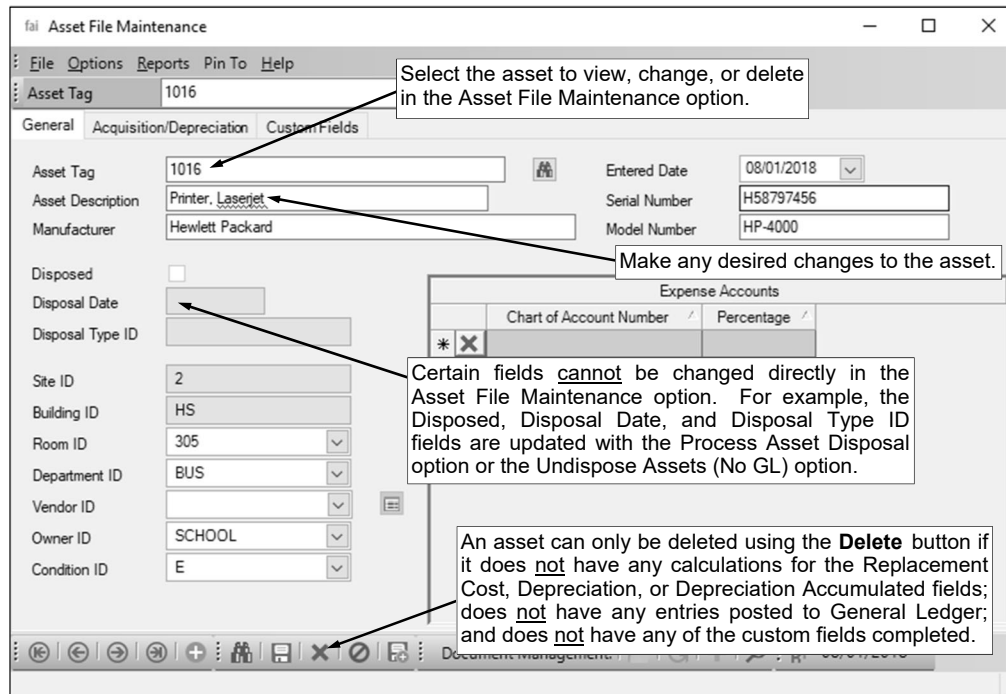 fai Asset File Maintenance
File Options Reports Pin To Help
Asset Tag 1016
Select the asset to view, change, or delete
in the Asset File Maintenance option.
General Acquisition/Depreciation Custom Fields
Asset Tag 1016 Entered Date 08/01/2018
Asset Description Printer, Laserjet Serial Number H58797456
Manufacturer Hewlett Packard Model Number HP-4000
Make any desired changes to the asset.
Disposed
Disposal Date
Disposal Type ID
Expense Accounts
Chart of Account Number Percentage
Certain fields cannot be changed directly in the
Asset File Maintenance option. For example, the
Disposed, Disposal Date, and Disposal Type ID
fields are updated with the Process Asset Disposal
option or the Undispose Assets (No GL) option.
Site ID 2
Building ID HS
Room ID 305
Department ID BUS
Vendor ID
Owner ID SCHOOL
Condition ID E
An asset can only be deleted using the Delete button if
it does not have any calculations for the Replacement
Cost, Depreciation, or Depreciation Accumulated fields;
does not have any entries posted to General Ledger;
and does not have any of the custom fields completed.
Document Management: